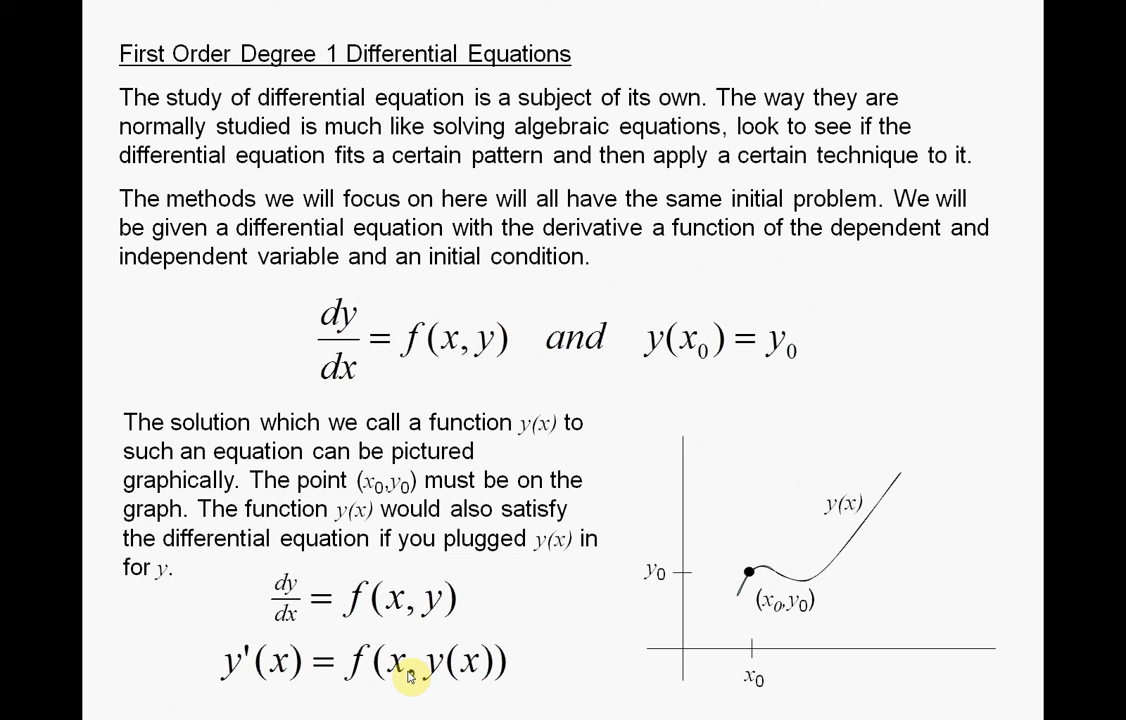 First Order Degree 1 Differential Equations
The study of differential equation is a subject of its own. The way they are
normally studied is much like solving algebraic equations, look to see if the
differential equation fits a certain pattern and then apply a certain technique to it.
The methods we will focus on here will all have the same initial problem. We will
be given a differential equation with the derivative a function of the dependent and
independent variable and an initial condition.
dy/dx = f(x, y) and y(x₀) = y₀
The solution which we call a function y(x) to
such an equation can be pictured
graphically. The point (x₀,y₀) must be on the
graph. The function y(x) would also satisfy
the differential equation if you plugged y(x) in
for y.
dy/dx = f(x, y)
y'(x) = f(x, y(x))
y(x)
y₀
(x₀,y₀)
x₀